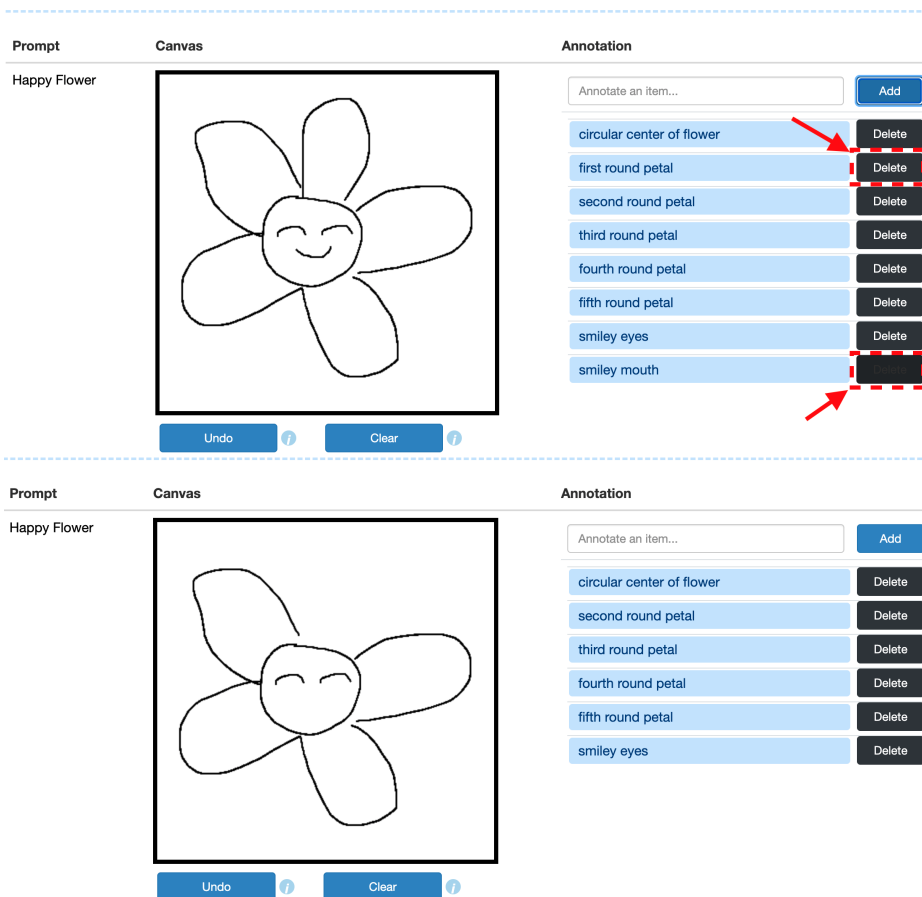 Prompt Canvas Annotation
Happy Flower
Annotate an item... Add
circular center of flower Delete
first round petal Delete
second round petal Delete
third round petal Delete
fourth round petal Delete
fifth round petal Delete
smiley eyes Delete
smiley mouth Delete
Undo i Clear i
Prompt Canvas Annotation
Happy Flower
Annotate an item... Add
circular center of flower Delete
second round petal Delete
third round petal Delete
fourth round petal Delete
fifth round petal Delete
smiley eyes Delete
Undo i Clear i